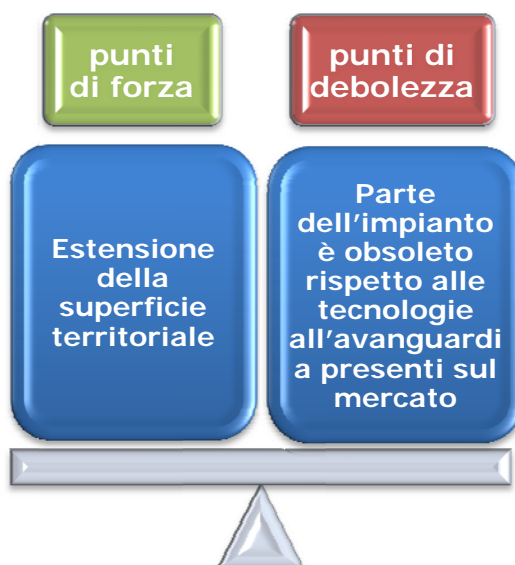 punti
di forza
punti di
debolezza
Estensione
della
superficie
territoriale
Parte
dell'impianto
è obsoleto
rispetto alle
tecnologie
all'avanguardi
a presenti sul
mercato